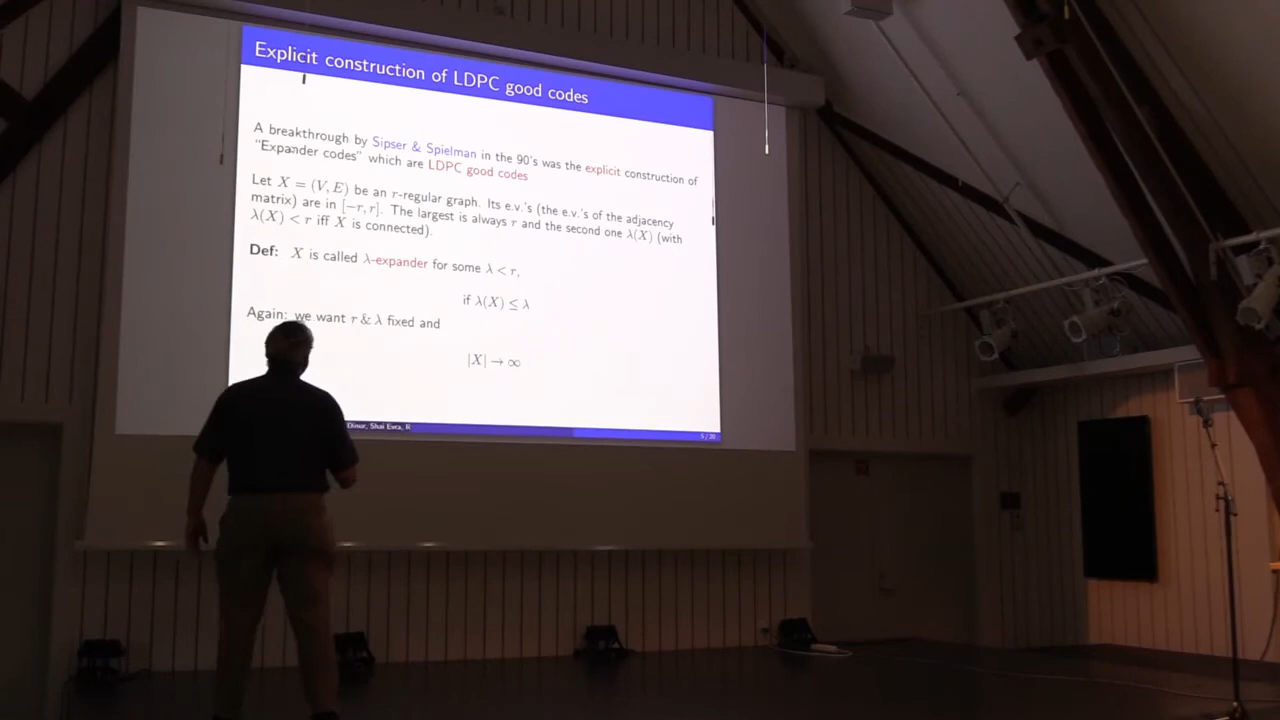 Explicit construction of LDPC good codes
A breakthrough by Sipser & Spielman in the 90's was the explicit construction of
"Expander codes" which are LDPC good codes
Let X = (V, E) be an r-regular graph. Its e.v.'s (the e.v.'s of the adjacency
matrix) are in [−r, r]. The largest is always r and the second one λ(X) (with
λ(X) < r iff X is connected).
Def: X is called λ-expander for some λ < r,
if λ(X) ≤ λ
Again: we want r & λ fixed and
|X| → ∞
Dinur, Shai Evra, R
5 / 20